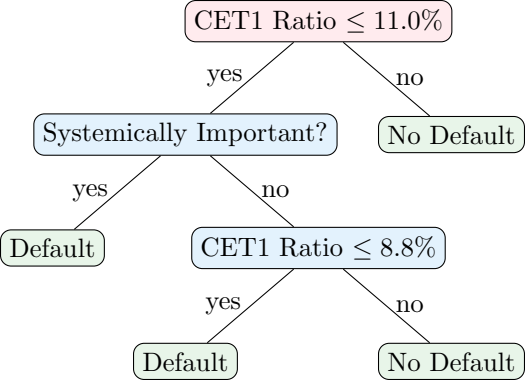 CET1 Ratio ≤ 11.0%
yes
no
Systemically Important?
No Default
yes
no
Default
CET1 Ratio ≤ 8.8%
yes
no
Default
No Default